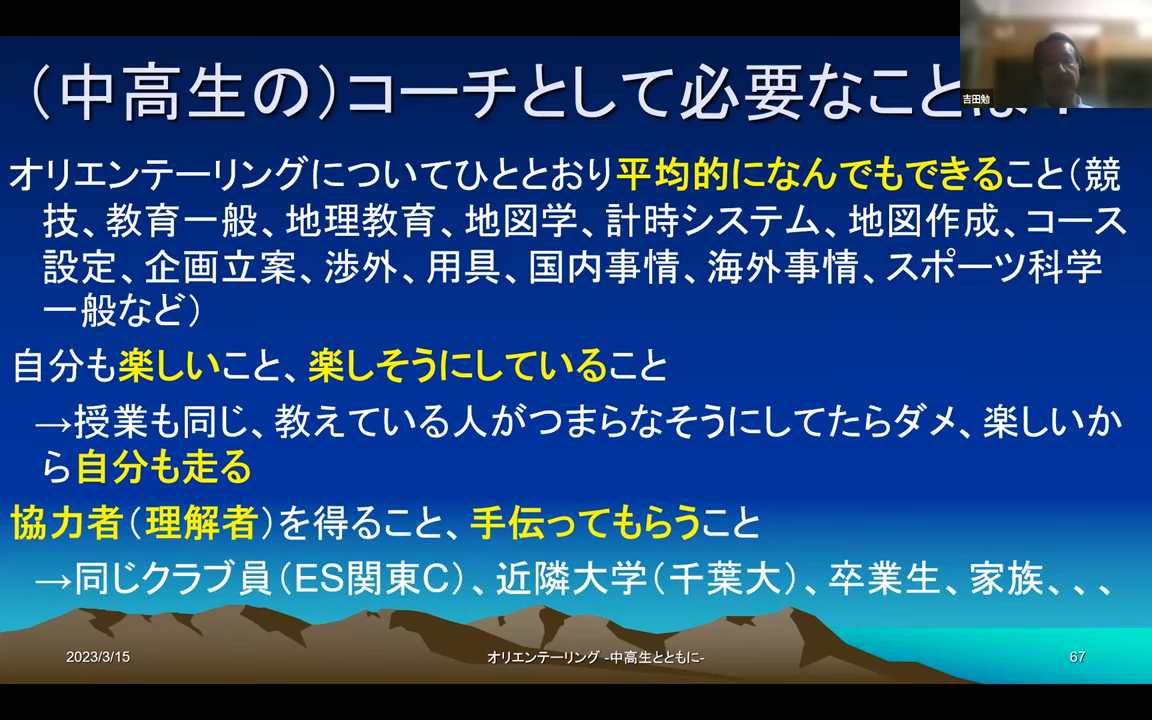 （中高生の）コーチとして必要なことは？
吉田勉
オリエンテーリングについてひととおり平均的になんでもできること（競
技、教育一般、地理教育、地図学、計時システム、地図作成、コース
設定、企画立案、渉外、用具、国内事情、海外事情、スポーツ科学
一般など）
自分も楽しいこと、楽しそうにしていること
→授業も同じ、教えている人がつまらなそうにしてたらダメ、楽しいか
ら自分も走る
協力者（理解者）を得ること、手伝ってもらうこと
→同じクラブ員（ES関東C）、近隣大学（千葉大）、卒業生、家族、、、
2023/3/15
オリエンテーリング -中高生とともに-
67